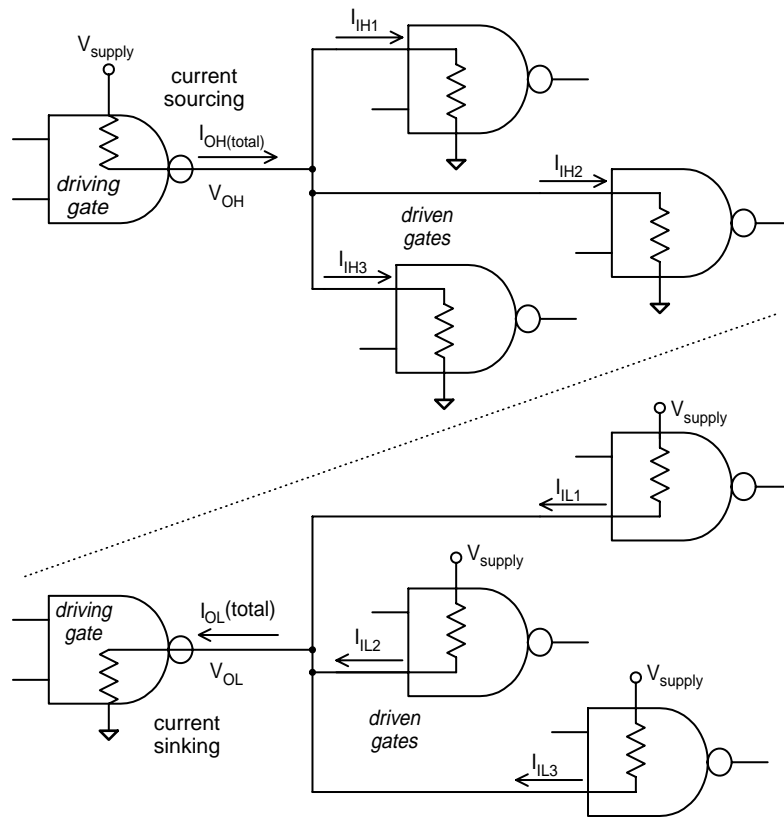 I_IH1
V_supply
current
sourcing
I_OH(total)
driving
gate
V_OH
I_IH2
driven
gates
I_IH3
V_supply
I_IL1
V_supply
driving
gate
I_OL(total)
I_IL2
V_OL
V_supply
current
sinking
driven
gates
I_IL3